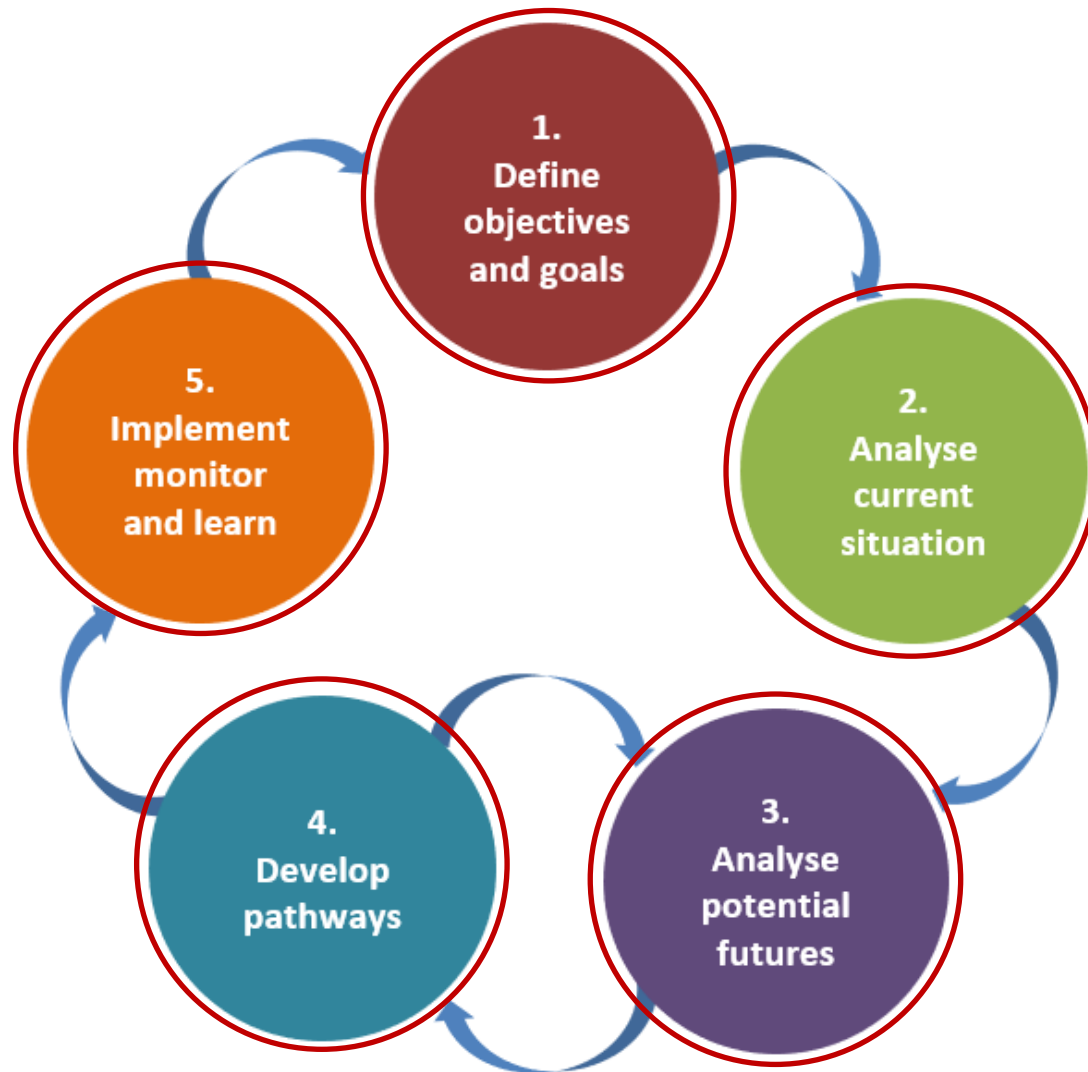 1.
Define
objectives
and goals
2.
Analyse
current
situation
3.
Analyse
potential
futures
4.
Develop
pathways
5.
Implement
monitor
and learn